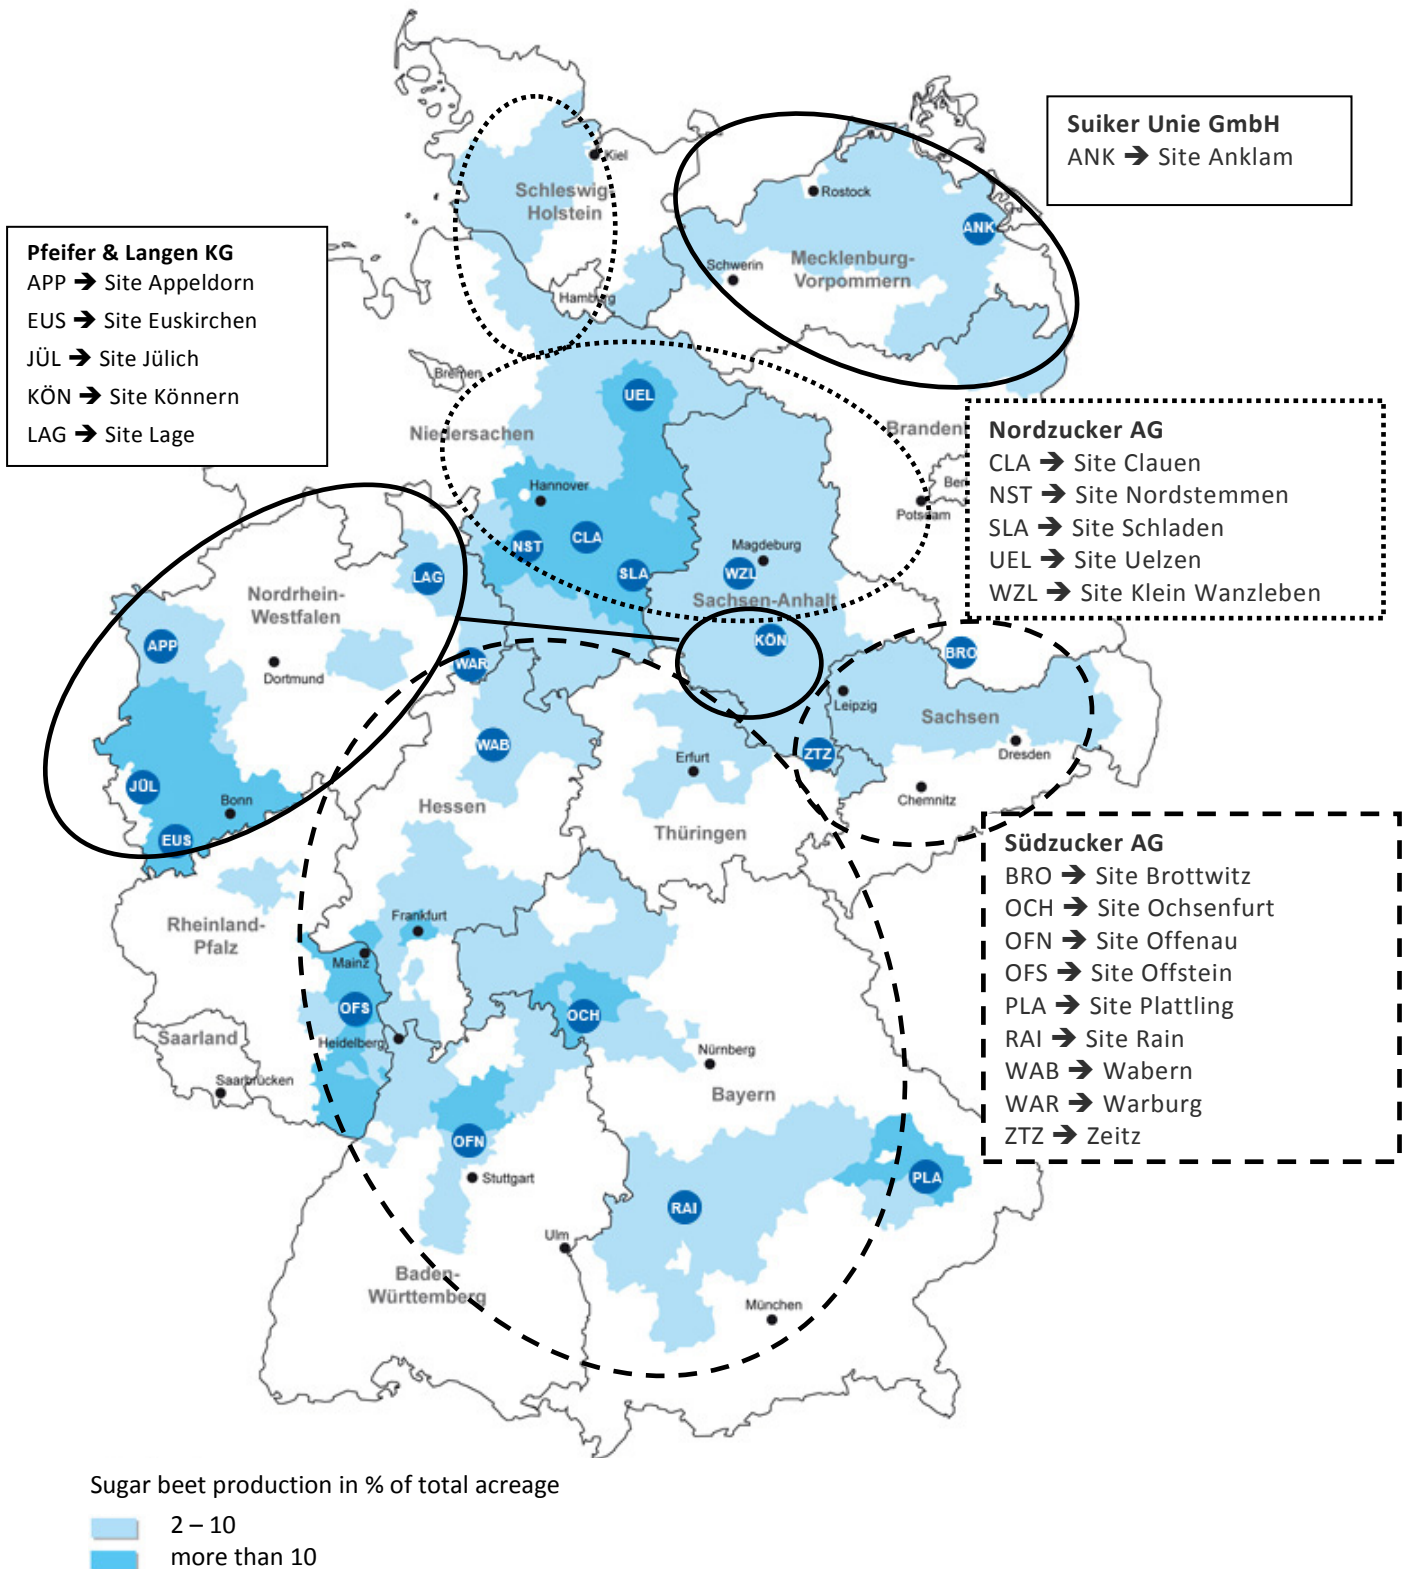 Suiker Unie GmbH
ANK ➔ Site Anklam
Pfeifer & Langen KG
APP ➔ Site Appeldorn
EUS ➔ Site Euskirchen
JÜL ➔ Site Jülich
KÖN ➔ Site Könnern
LAG ➔ Site Lage
Nordzucker AG
CLA ➔ Site Clauen
NST ➔ Site Nordstemmen
SLA ➔ Site Schladen
UEL ➔ Site Uelzen
WZL ➔ Site Klein Wanzleben
Südzucker AG
BRO ➔ Site Brottwitz
OCH ➔ Site Ochsenfurt
OFN ➔ Site Offenau
OFS ➔ Site Offstein
PLA ➔ Site Plattling
RAI ➔ Site Rain
WAB ➔ Wabern
WAR ➔ Warburg
ZTZ ➔ Zeitz
Kiel
Schleswig-
Holstein
Rostock
ANK
Mecklenburg-
Vorpommern
Schwerin
Hamburg
Bremen
UEL
Niedersachen
Branden
Ber
Potsdam
Hannover
NST
CLA
SLA
Magdeburg
WZL
Sachsen-Anhalt
LAG
Nordrhein-
Westfalen
APP
Dortmund
WAR
KÖN
BRO
Leipzig
Sachsen
Dresden
ZTZ
Chemnitz
WAB
Erfurt
JÜL
Bonn
EUS
Hessen
Thüringen
Rheinland-
Pfalz
Frankfurt
Mainz
OFS
OCH
Saarland
Heidelberg
Saarbrücken
Nürnberg
Bayern
OFN
Stuttgart
PLA
RAI
Ulm
Baden-
Württemberg
München
Sugar beet production in % of total acreage
2 – 10
more than 10